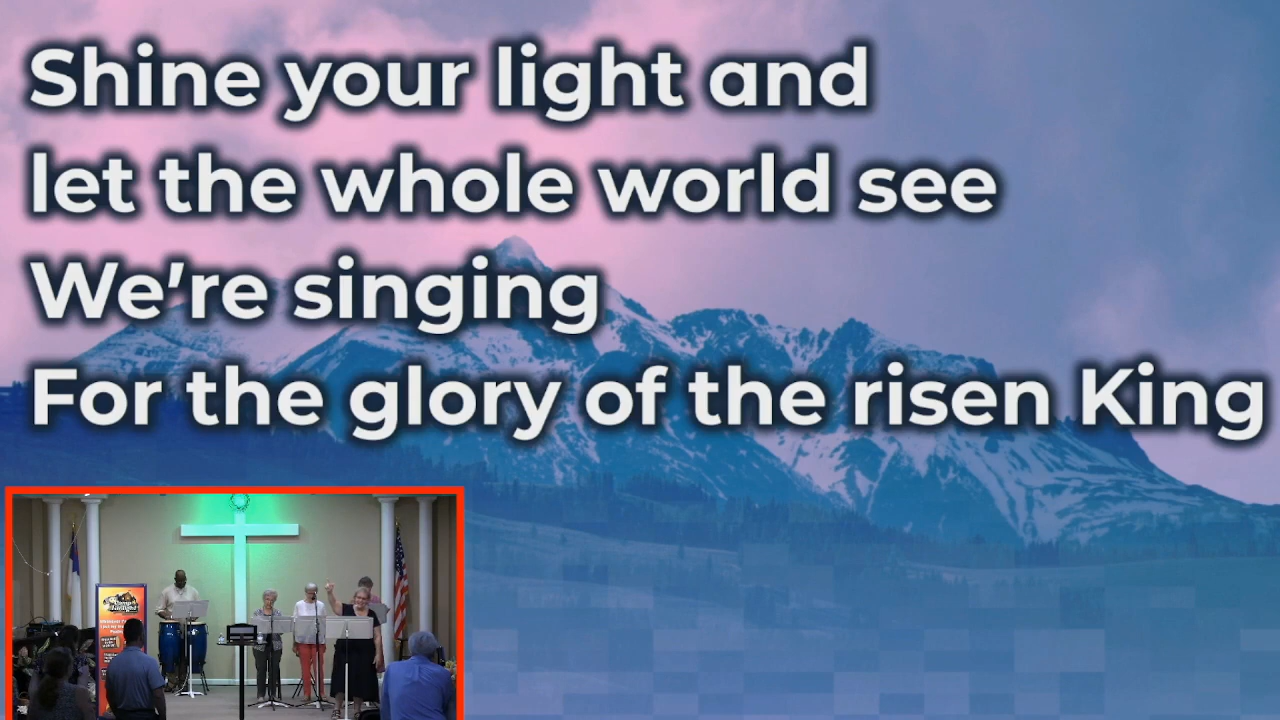 Shine your light and
let the whole world see
We're singing
For the glory of the risen King